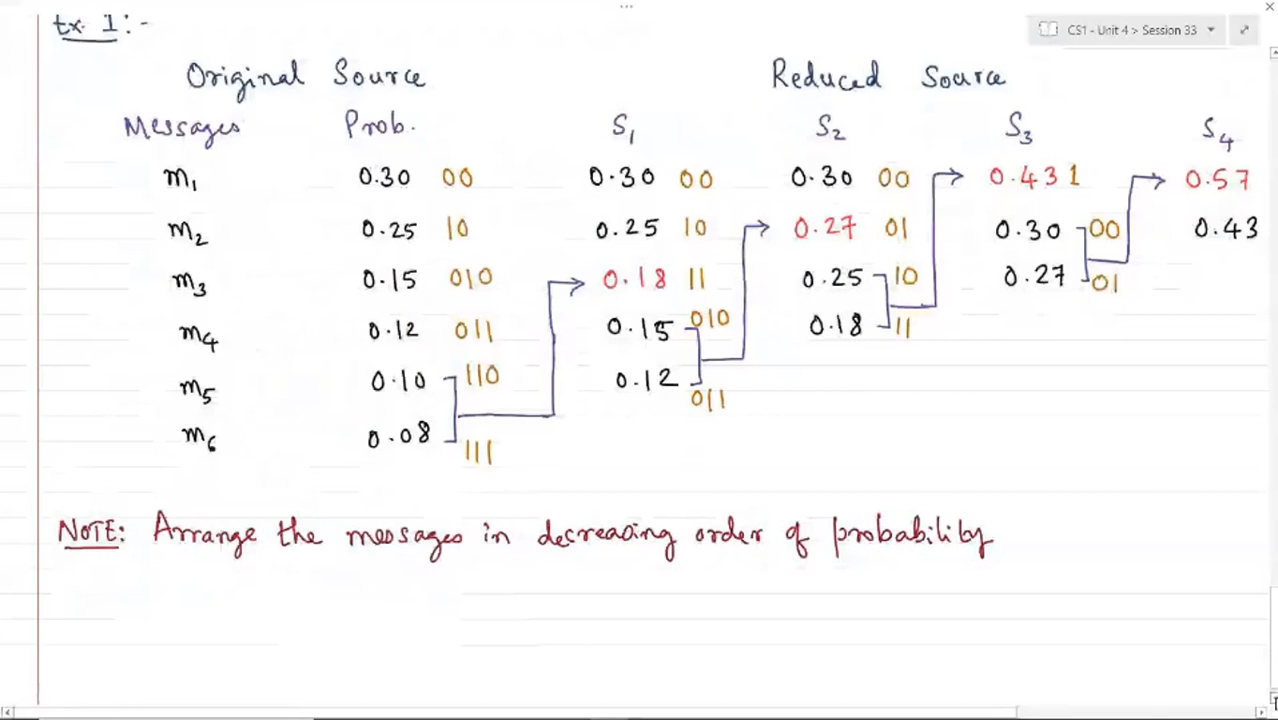 Ex. 1:-
CS1 - Unit 4 > Session 33
Original Source Reduced Source
Messages Prob. S1 S2 S3 S4
m1 0.30 00 0.30 00 0.30 00 0.43 1 0.57
m2 0.25 10 0.25 10 0.27 01 0.30 00 0.43
m3 0.15 010 0.18 11 0.25 10 0.27 01
m4 0.12 011 0.15 010 0.18 11
m5 0.10 110 0.12 011
m6 0.08 111
NOTE: Arrange the messages in decreasing order of probability